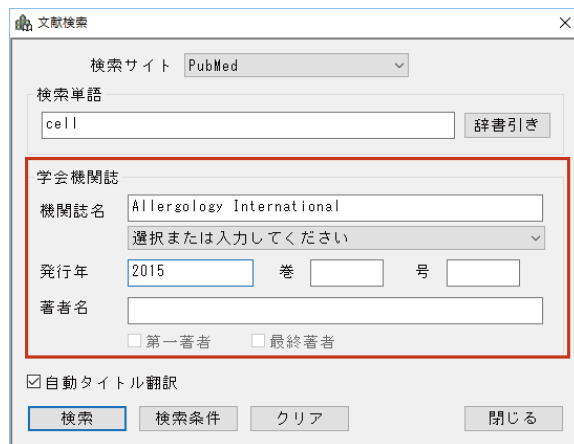 文献検索
検索サイト PubMed
検索単語
cell 辞書引き
学会機関誌
機関誌名 Allergology International
選択または入力してください
発行年 2015 巻 号
著者名
第一著者 最終著者
自動タイトル翻訳
検索 検索条件 クリア 閉じる